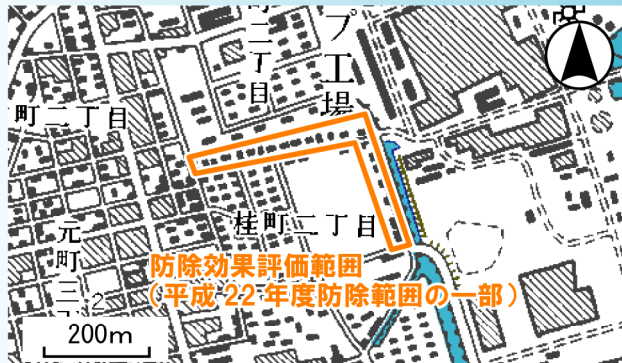 二丁目
プ工場
町二丁目
桂町二丁目
元町三
2
防除効果評価範囲
(平成22年度防除範囲の一部)
200m